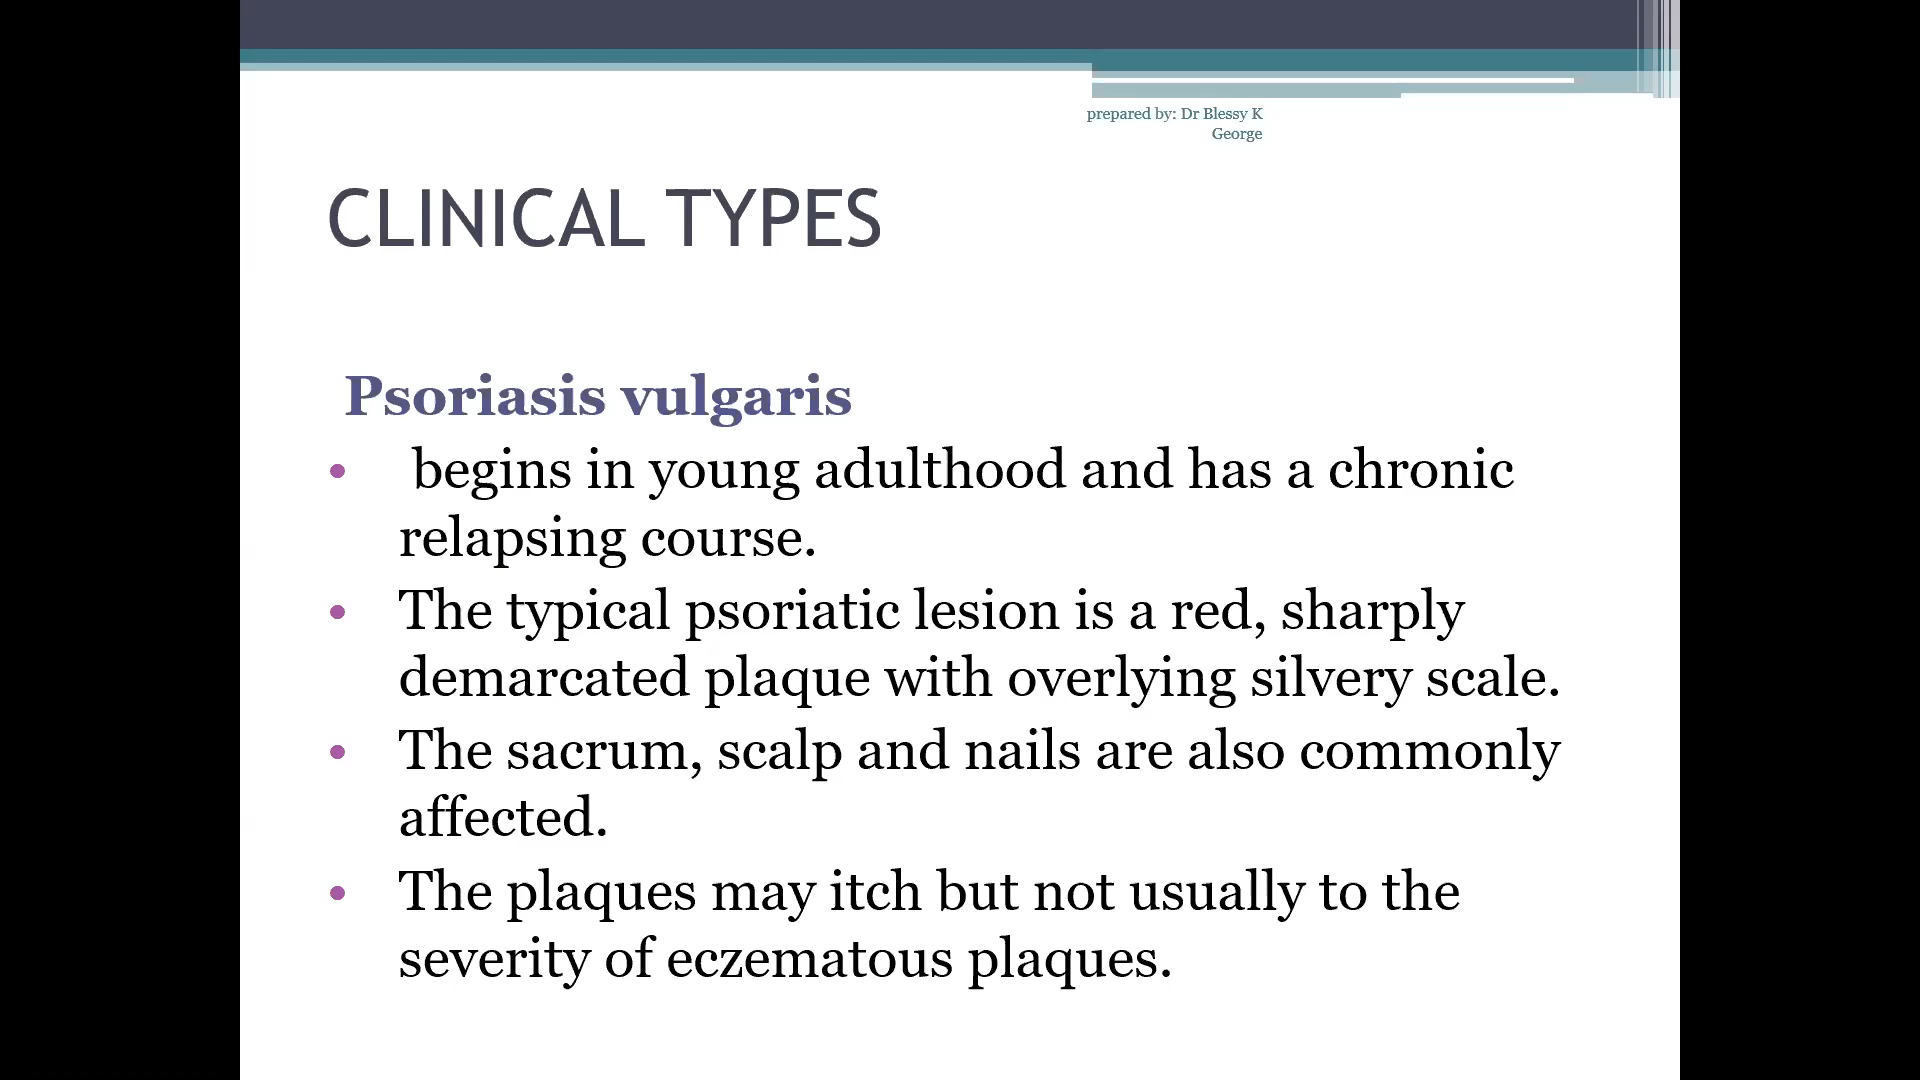 prepared by: Dr Blessy K
George
CLINICAL TYPES
Psoriasis vulgaris
• begins in young adulthood and has a chronic
relapsing course.
• The typical psoriatic lesion is a red, sharply
demarcated plaque with overlying silvery scale.
• The sacrum, scalp and nails are also commonly
affected.
• The plaques may itch but not usually to the
severity of eczematous plaques.